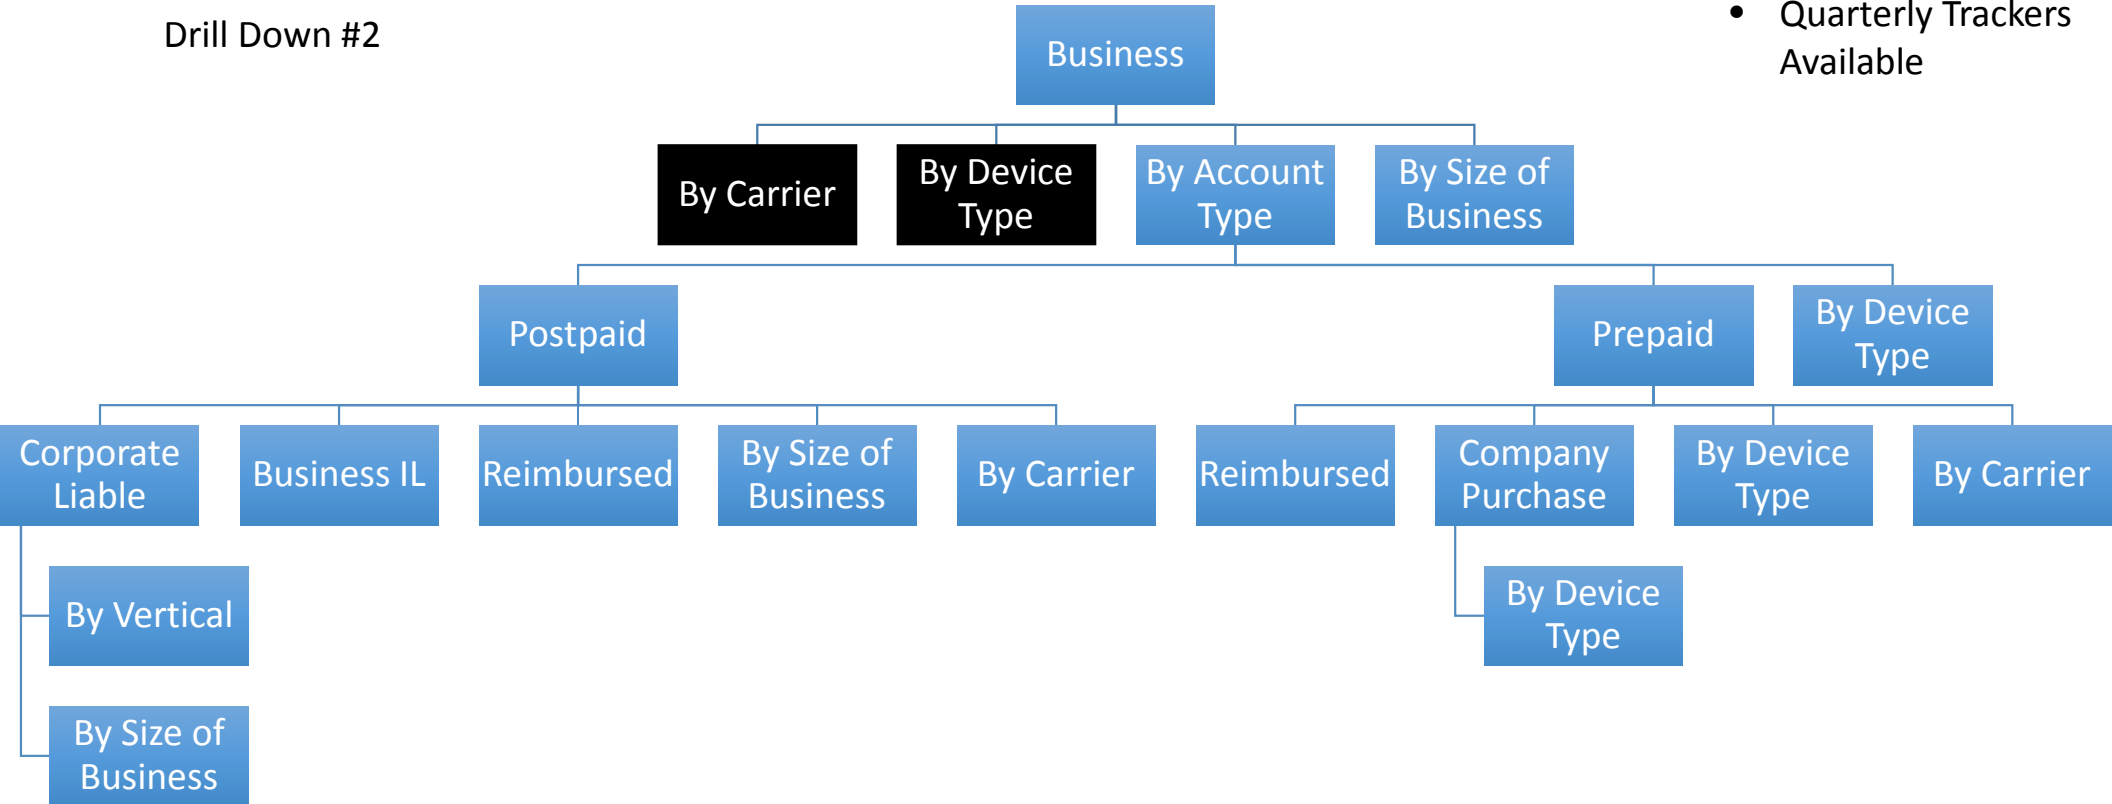 Drill Down #2
• Quarterly Trackers
Available
Business
By Carrier
By Device
Type
By Account
Type
By Size of
Business
Postpaid
Prepaid
By Device
Type
Corporate
Liable
Business IL
Reimbursed
By Size of
Business
By Carrier
Reimbursed
Company
Purchase
By Device
Type
By Carrier
By Vertical
By Size of
Business
By Device
Type